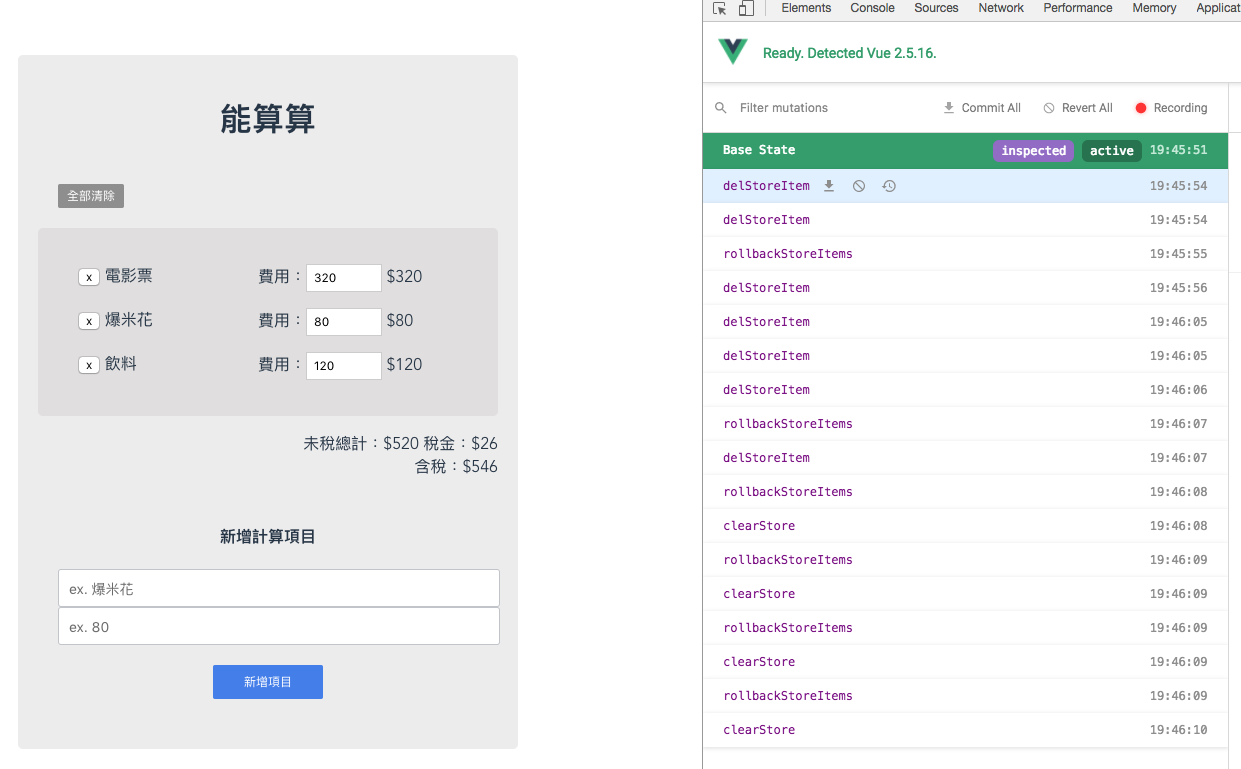 能算算
全部清除
x 電影票 費用： 320 $320
x 爆米花 費用： 80 $80
x 飲料 費用： 120 $120
未稅總計：$520 稅金：$26
含稅：$546
新增計算項目
ex. 爆米花
ex. 80
新增項目
Elements Console Sources Network Performance Memory Applicat
Ready. Detected Vue 2.5.16.
Filter mutations Commit All Revert All Recording
Base State inspected active 19:45:51
delStoreItem 19:45:54
delStoreItem 19:45:54
rollbackStoreItems 19:45:55
delStoreItem 19:45:56
delStoreItem 19:46:05
delStoreItem 19:46:05
delStoreItem 19:46:06
rollbackStoreItems 19:46:07
delStoreItem 19:46:07
rollbackStoreItems 19:46:08
clearStore 19:46:08
rollbackStoreItems 19:46:09
clearStore 19:46:09
rollbackStoreItems 19:46:09
clearStore 19:46:09
rollbackStoreItems 19:46:09
clearStore 19:46:10